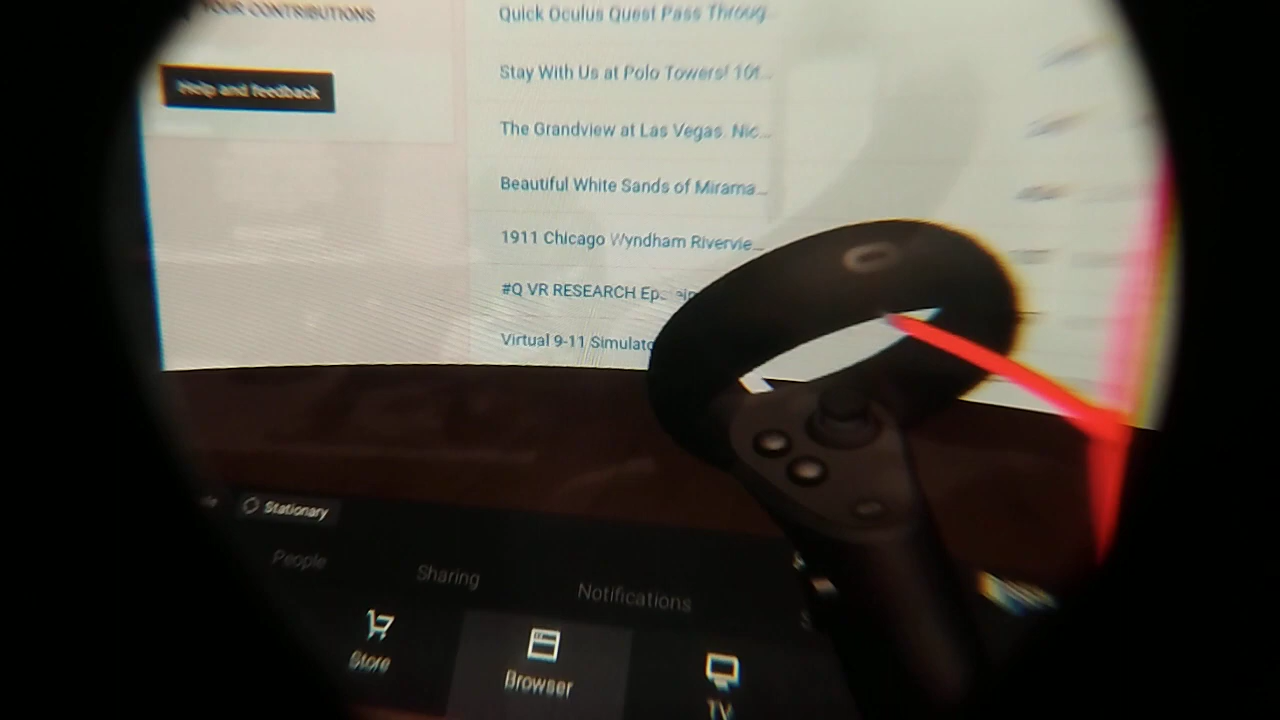 YOUR CONTRIBUTIONS
Help and feedback
Quick Oculus Quest Pass Throug...
Stay With Us at Polo Towers! 10f...
The Grandview at Las Vegas. Nic...
Beautiful White Sands of Mirama...
1911 Chicago Wyndham Rivervie...
#Q VR RESEARCH
Virtual 9-11 Simulato
Stationary
People
Sharing
Notifications
Store
Browser
TV